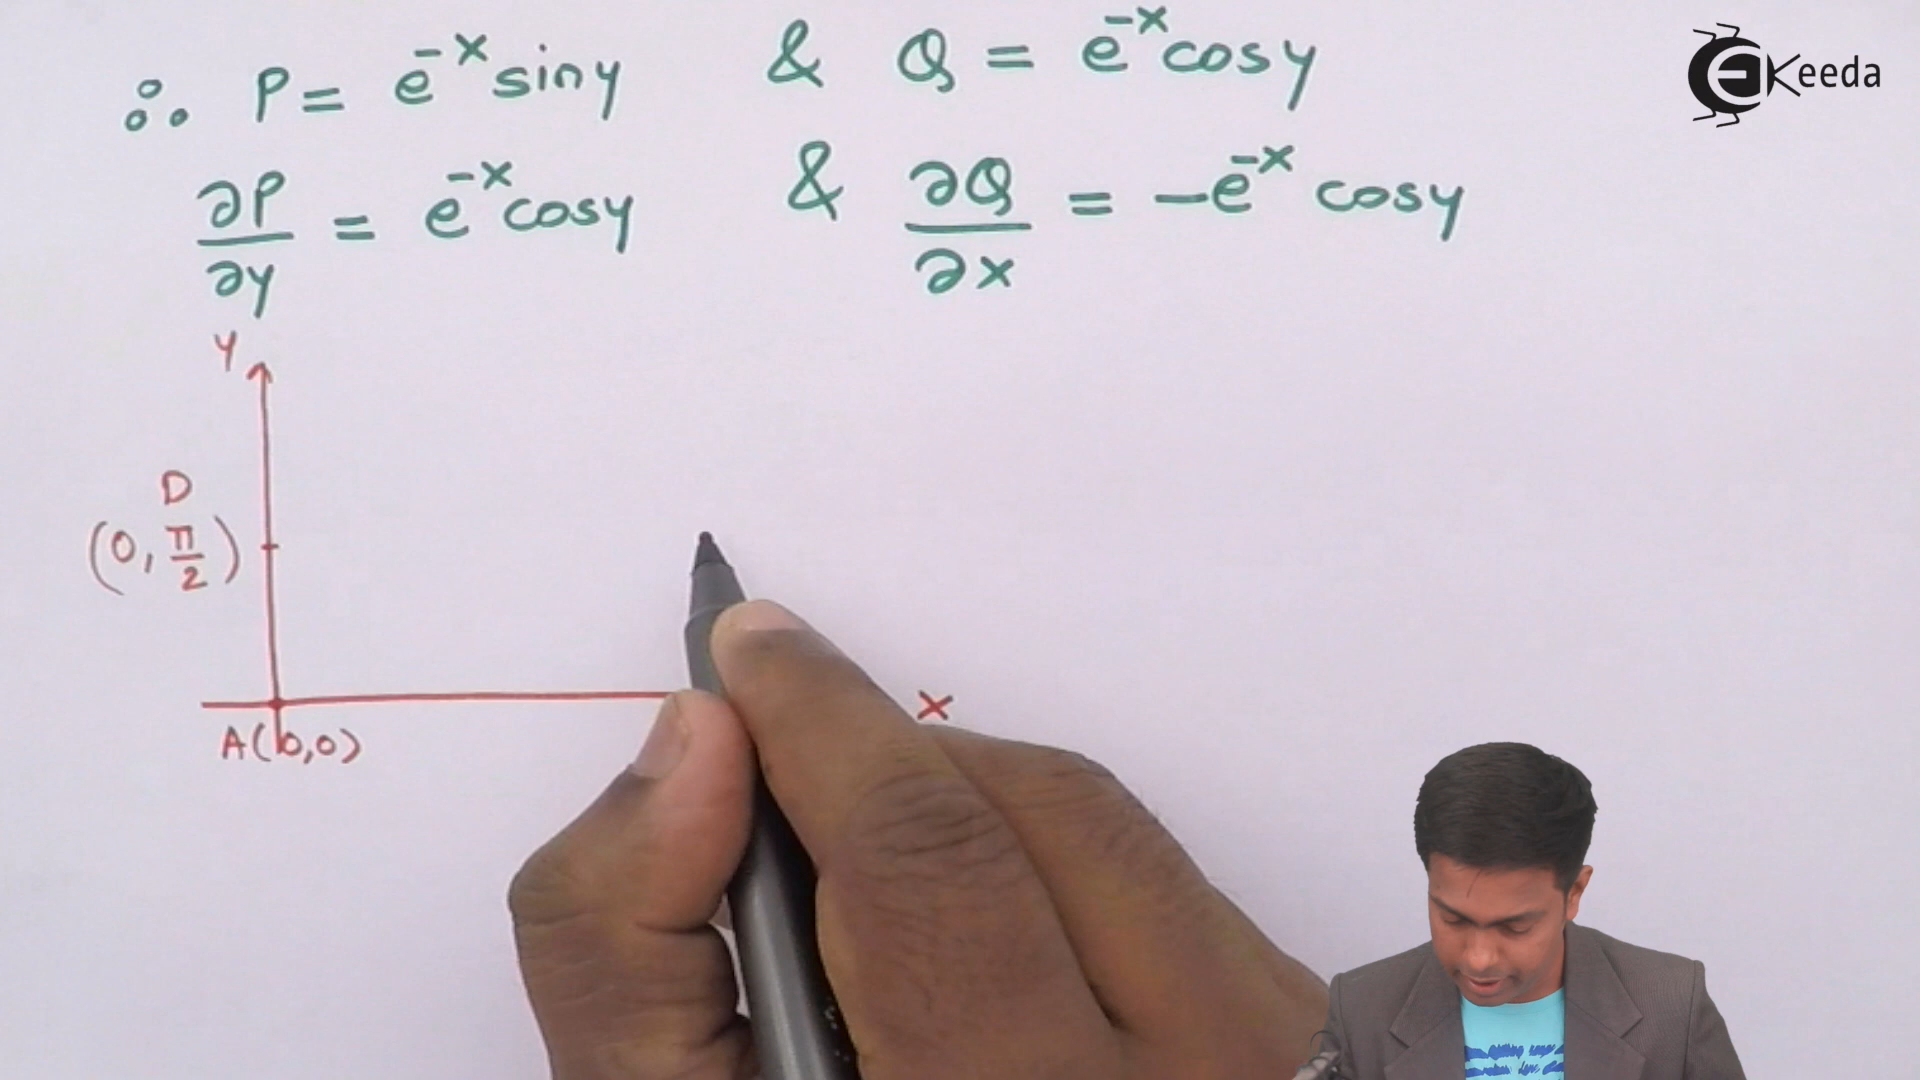 ∴ P = e^{-x} sin y & Q = e^{-x} cos y
∂P/∂y = e^{-x} cos y & ∂Q/∂x = -e^{-x} cos y
Y
D
(0, π/2)
X
A(0,0)
EKeeda